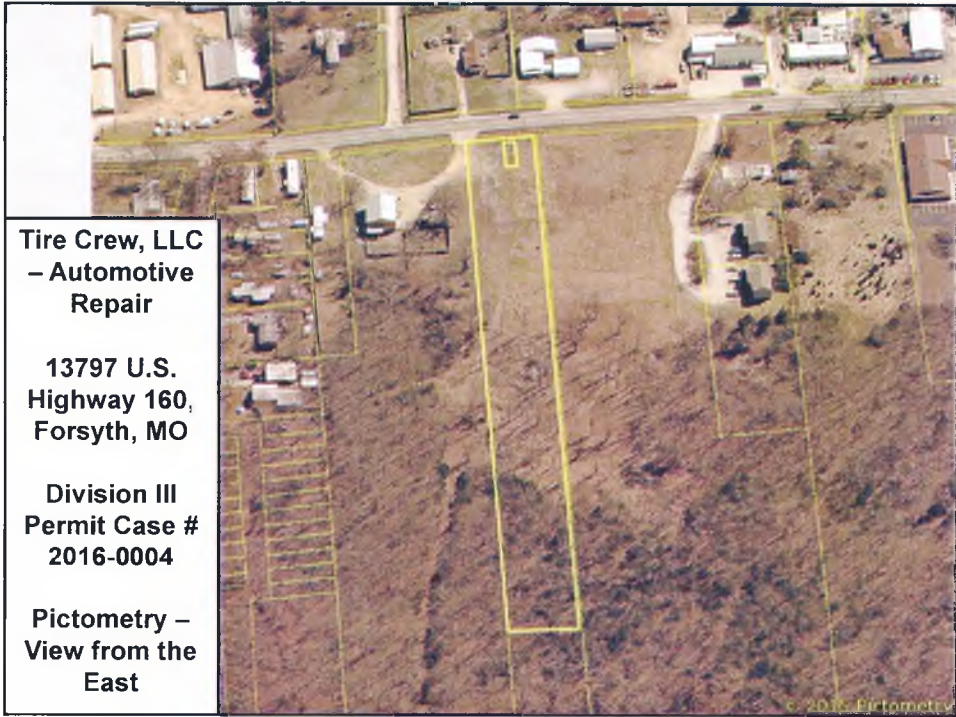 Tire Crew, LLC
– Automotive
Repair
13797 U.S.
Highway 160,
Forsyth, MO
Division III
Permit Case #
2016-0004
Pictometry –
View from the
East
© 2015 Pictometry